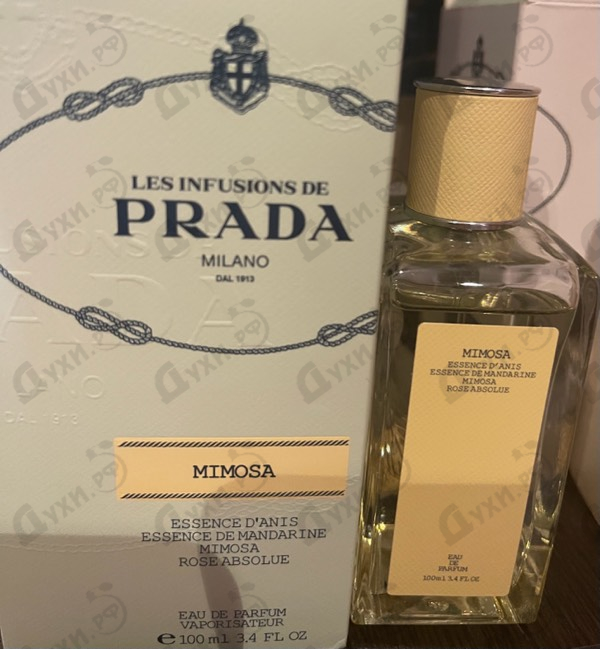 LES INFUSIONS DE
PRADA
MILANO
DAL 1913
MIMOSA
ESSENCE D'ANIS
ESSENCE DE MANDARINE
MIMOSA
ROSE ABSOLUE
EAU DE PARFUM
VAPORISATEUR
e 100 ml 3.4 FL OZ
MIMOSA
ESSENCE D'ANIS
ESSENCE DE MANDARINE
MIMOSA
ROSE ABSOLUE
EAU
DE
PARFUM
100ml 3.4 FL OZ
Духи.РФ